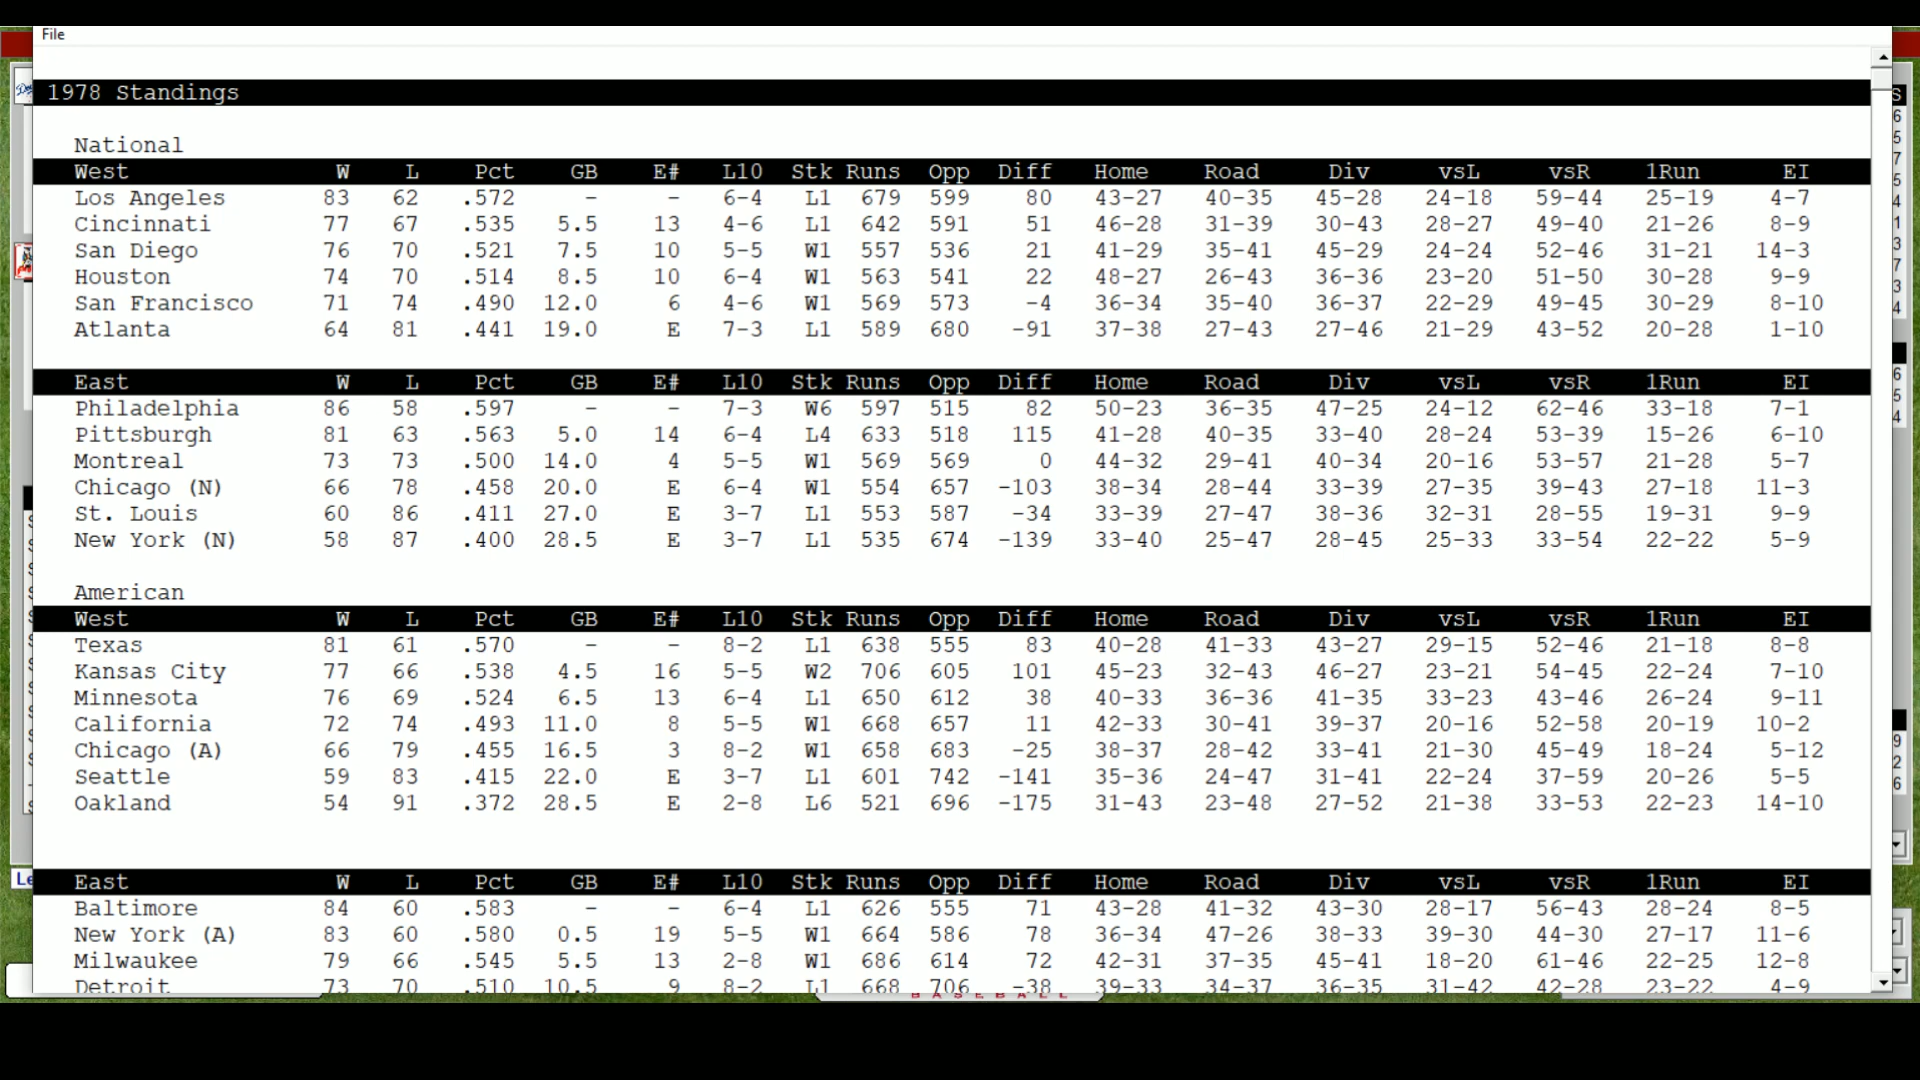 File
1978 Standings
National
West W L Pct GB E# L10 Stk Runs Opp Diff Home Road Div vsL vsR 1Run EI
Los Angeles 83 62 .572 - - 6-4 L1 679 599 80 43-27 40-35 45-28 24-18 59-44 25-19 4-7
Cincinnati 77 67 .535 5.5 13 4-6 L1 642 591 51 46-28 31-39 30-43 28-27 49-40 21-26 8-9
San Diego 76 70 .521 7.5 10 5-5 W1 557 536 21 41-29 35-41 45-29 24-24 52-46 31-21 14-3
Houston 74 70 .514 8.5 10 6-4 W1 563 541 22 48-27 26-43 36-36 23-20 51-50 30-28 9-9
San Francisco 71 74 .490 12.0 6 4-6 W1 569 573 -4 36-34 35-40 36-37 22-29 49-45 30-29 8-10
Atlanta 64 81 .441 19.0 E 7-3 L1 589 680 -91 37-38 27-43 27-46 21-29 43-52 20-28 1-10
East W L Pct GB E# L10 Stk Runs Opp Diff Home Road Div vsL vsR 1Run EI
Philadelphia 86 58 .597 - - 7-3 W6 597 515 82 50-23 36-35 47-25 24-12 62-46 33-18 7-1
Pittsburgh 81 63 .563 5.0 14 6-4 L4 633 518 115 41-28 40-35 33-40 28-24 53-39 15-26 6-10
Montreal 73 73 .500 14.0 4 5-5 W1 569 569 0 44-32 29-41 40-34 20-16 53-57 21-28 5-7
Chicago (N) 66 78 .458 20.0 E 6-4 W1 554 657 -103 38-34 28-44 33-39 27-35 39-43 27-18 11-3
St. Louis 60 86 .411 27.0 E 3-7 L1 553 587 -34 33-39 27-47 38-36 32-31 28-55 19-31 9-9
New York (N) 58 87 .400 28.5 E 3-7 L1 535 674 -139 33-40 25-47 28-45 25-33 33-54 22-22 5-9
American
West W L Pct GB E# L10 Stk Runs Opp Diff Home Road Div vsL vsR 1Run EI
Texas 81 61 .570 - - 8-2 L1 638 555 83 40-28 41-33 43-27 29-15 52-46 21-18 8-8
Kansas City 77 66 .538 4.5 16 5-5 W2 706 605 101 45-23 32-43 46-27 23-21 54-45 22-24 7-10
Minnesota 76 69 .524 6.5 13 6-4 L1 650 612 38 40-33 36-36 41-35 33-23 43-46 26-24 9-11
California 72 74 .493 11.0 8 5-5 W1 668 657 11 42-33 30-41 39-37 20-16 52-58 20-19 10-2
Chicago (A) 66 79 .455 16.5 3 8-2 W1 658 683 -25 38-37 28-42 33-41 21-30 45-49 18-24 5-12
Seattle 59 83 .415 22.0 E 3-7 L1 601 742 -141 35-36 24-47 31-41 22-24 37-59 20-26 5-5
Oakland 54 91 .372 28.5 E 2-8 L6 521 696 -175 31-43 23-48 27-52 21-38 33-53 22-23 14-10
East W L Pct GB E# L10 Stk Runs Opp Diff Home Road Div vsL vsR 1Run EI
Baltimore 84 60 .583 - - 6-4 L1 626 555 71 43-28 41-32 43-30 28-17 56-43 28-24 8-5
New York (A) 83 60 .580 0.5 19 5-5 W1 664 586 78 36-34 47-26 38-33 39-30 44-30 27-17 11-6
Milwaukee 79 66 .545 5.5 13 2-8 W1 686 614 72 42-31 37-35 45-41 18-20 61-46 22-25 12-8
Detroit 73 70 .510 10.5 9 8-2 L1 668 706 -38 39-33 34-37 36-35 31-42 42-28 23-22 4-9
BASEBALL